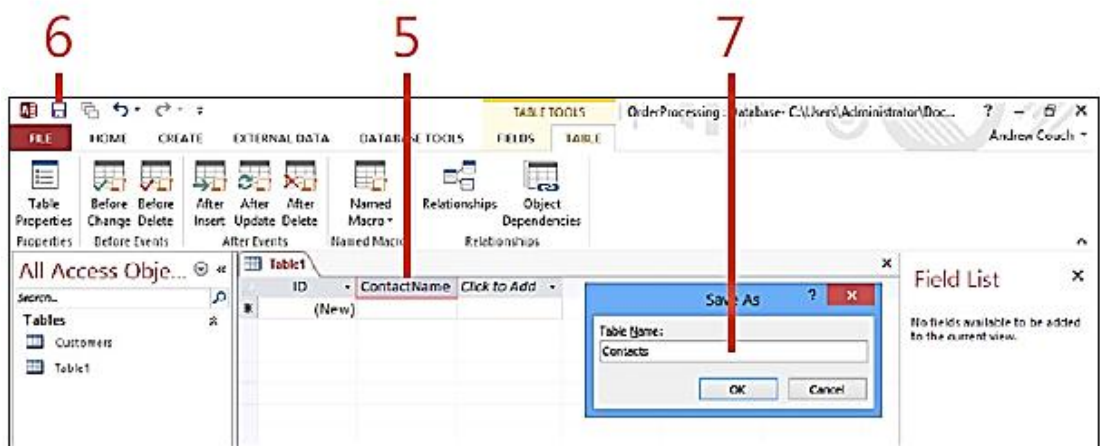 6 5 7
TABLE TOOLS OrderProcessing : Database- C:\Users\Administrator\Doc... ?
FILE HOME CREATE EXTERNAL DATA DATABASE TOOLS FIELDS TABLE Andrew Couch
Table Before Before After After After Named Relationships Object
Properties Change Delete Insert Update Delete Macro Dependencies
Properties Before Events After Events Named Macro Relationships
All Access Obje... Table1 Field List
ID ContactName Click to Add Save As ?
Search...
(New)
Tables Table Name: No fields available to be added
Customers Contacts to the current view.
Table1
OK Cancel